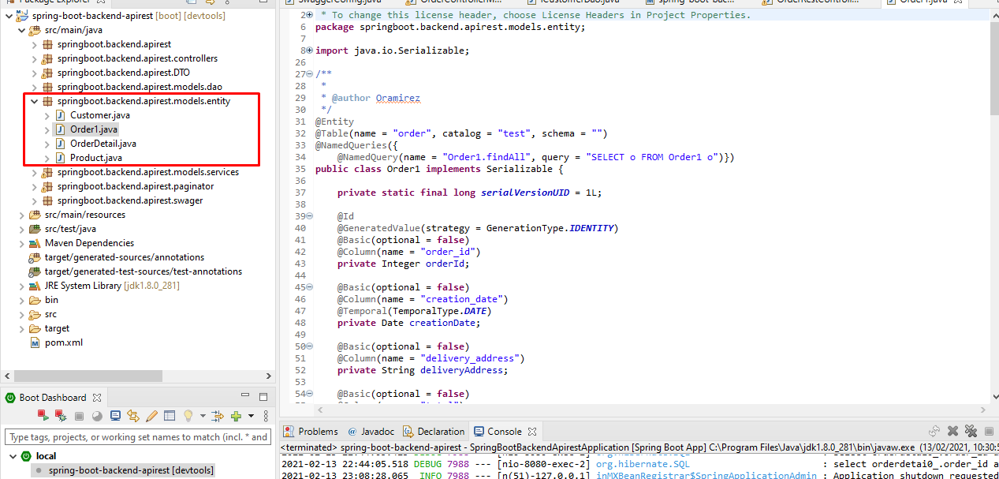 Package Explorer
spring-boot-backend-apirest [boot] [devtools]
src/main/java
springboot.backend.apirest
springboot.backend.apirest.controllers
springboot.backend.apirest.DTO
springboot.backend.apirest.models.dao
springboot.backend.apirest.models.entity
Customer.java
Order1.java
OrderDetail.java
Product.java
springboot.backend.apirest.models.services
springboot.backend.apirest.paginator
springboot.backend.apirest.swager
src/main/resources
src/test/java
Maven Dependencies
target/generated-sources/annotations
target/generated-test-sources/test-annotations
JRE System Library [jdk1.8.0_281]
bin
src
target
pom.xml
Boot Dashboard
Type tags, projects, or working set names to match (incl. * and
local
spring-boot-backend-apirest [devtools]
SwaggerConfig.java
OrderControllerM...
ICustomerDao.java
spring-boot-bac...
OrderRestControll...
Order1.java
2 * To change this license header, choose License Headers in Project Properties.
6 package springboot.backend.apirest.models.entity;
7
8 import java.io.Serializable;
26
27 /**
28 *
29 * @author Oramirez
30 */
31 @Entity
32 @Table(name = "order", catalog = "test", schema = "")
33 @NamedQueries({
34 @NamedQuery(name = "Order1.findAll", query = "SELECT o FROM Order1 o")})
35 public class Order1 implements Serializable {
36
37 private static final long serialVersionUID = 1L;
38
39 @Id
40 @GeneratedValue(strategy = GenerationType.IDENTITY)
41 @Basic(optional = false)
42 @Column(name = "order_id")
43 private Integer orderId;
44
45 @Basic(optional = false)
46 @Column(name = "creation_date")
47 @Temporal(TemporalType.DATE)
48 private Date creationDate;
49
50 @Basic(optional = false)
51 @Column(name = "delivery_address")
52 private String deliveryAddress;
53
54 @Basic(optional = false)
Problems @ Javadoc Declaration Console
<terminated> spring-boot-backend-apirest - SpringBootBackendApirestApplication [Spring Boot App] C:\Program Files\Java\jdk1.8.0_281\bin\javaw.exe (13/02/2021, 10:30:5
2021-02-13 22:44:05.518 DEBUG 7988 --- [nio-8080-exec-2] org.hibernate.SQL : select orderdetai0_.order_id a
2021-02-13 23:08:28.065 INFO 7988 --- [n(51)-127.0.0.1] inMXBeanRegistrar$SpringApplicationAdmin : Application shutdown requested